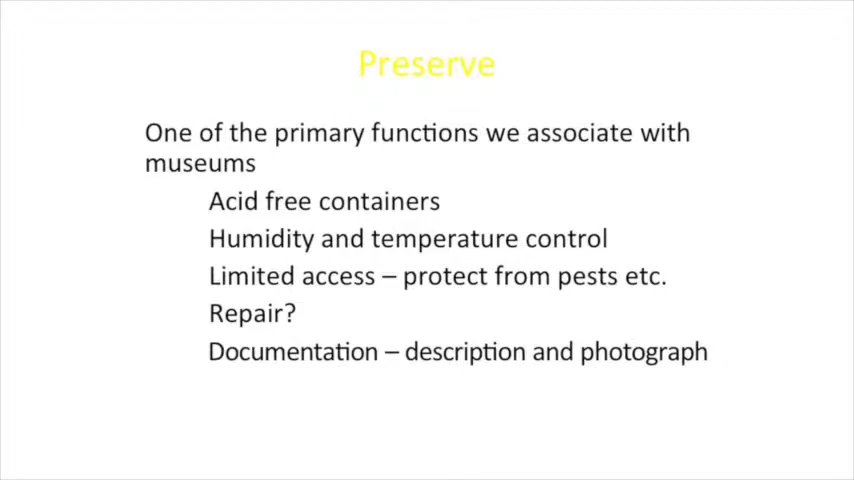 Preserve
One of the primary functions we associate with
museums
Acid free containers
Humidity and temperature control
Limited access – protect from pests etc.
Repair?
Documentation – description and photograph